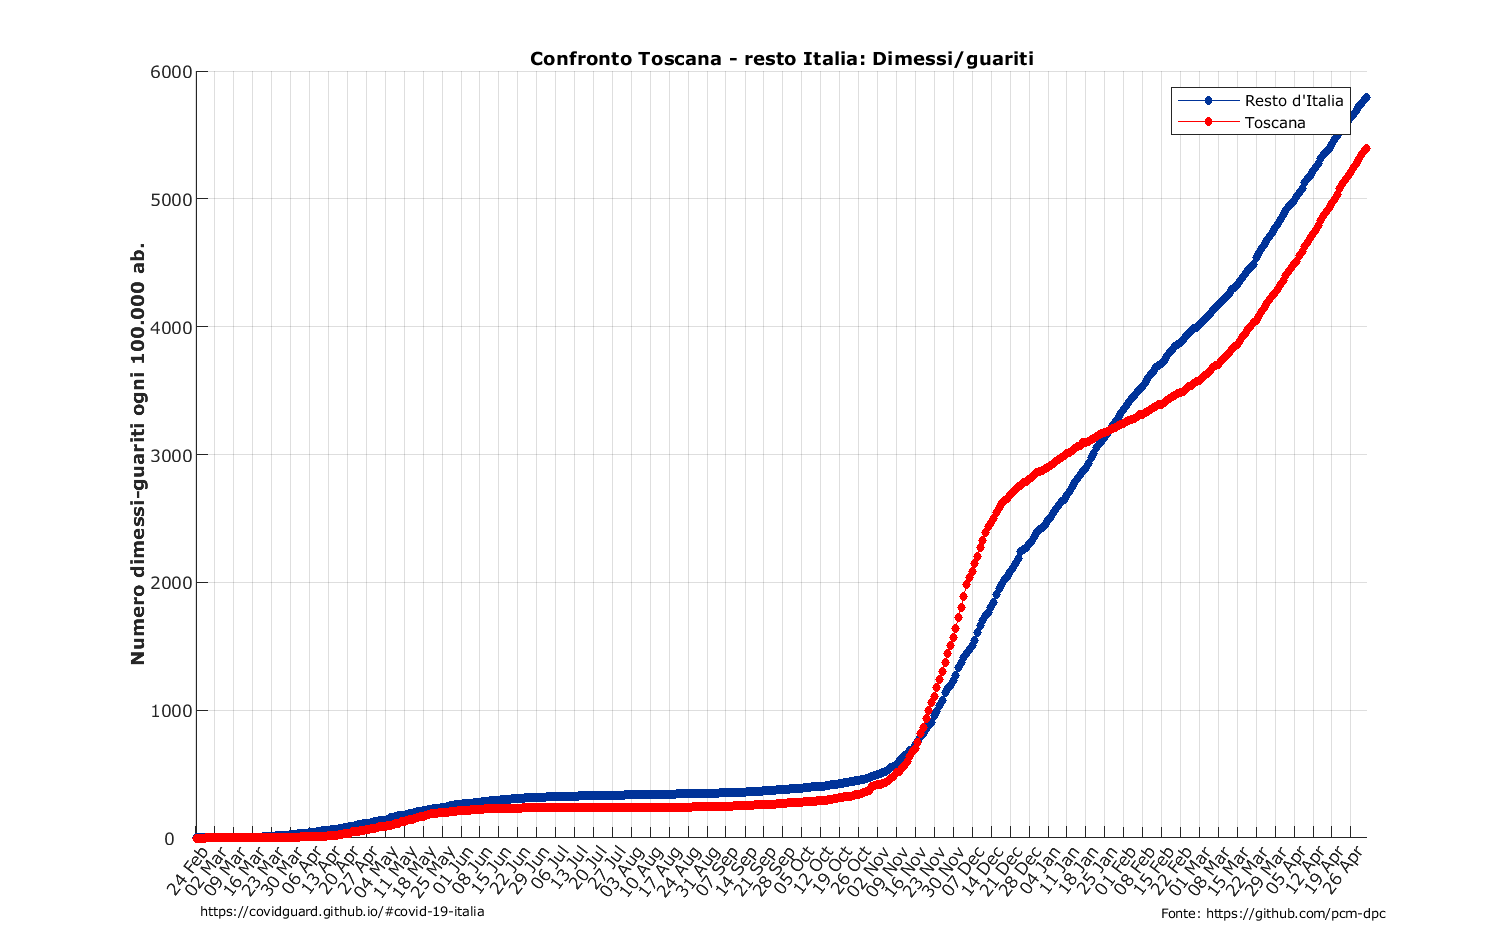 Confronto Toscana - resto Italia: Dimessi/guariti
Resto d'Italia
Toscana
Numero dimessi-guariti ogni 100.000 ab.
6000
5000
4000
3000
2000
1000
0
24 Feb
02 Mar
09 Mar
16 Mar
23 Mar
30 Mar
06 Apr
13 Apr
20 Apr
27 Apr
04 May
11 May
18 May
25 May
01 Jun
08 Jun
15 Jun
22 Jun
29 Jun
06 Jul
13 Jul
20 Jul
27 Jul
03 Aug
10 Aug
17 Aug
24 Aug
31 Aug
07 Sep
14 Sep
21 Sep
28 Sep
05 Oct
12 Oct
19 Oct
26 Oct
02 Nov
09 Nov
16 Nov
23 Nov
30 Nov
07 Dec
14 Dec
21 Dec
28 Dec
04 Jan
11 Jan
18 Jan
25 Jan
01 Feb
08 Feb
15 Feb
22 Feb
01 Mar
08 Mar
15 Mar
22 Mar
29 Mar
05 Apr
12 Apr
19 Apr
26 Apr
https://covidguard.github.io/#covid-19-italia
Fonte: https://github.com/pcm-dpc